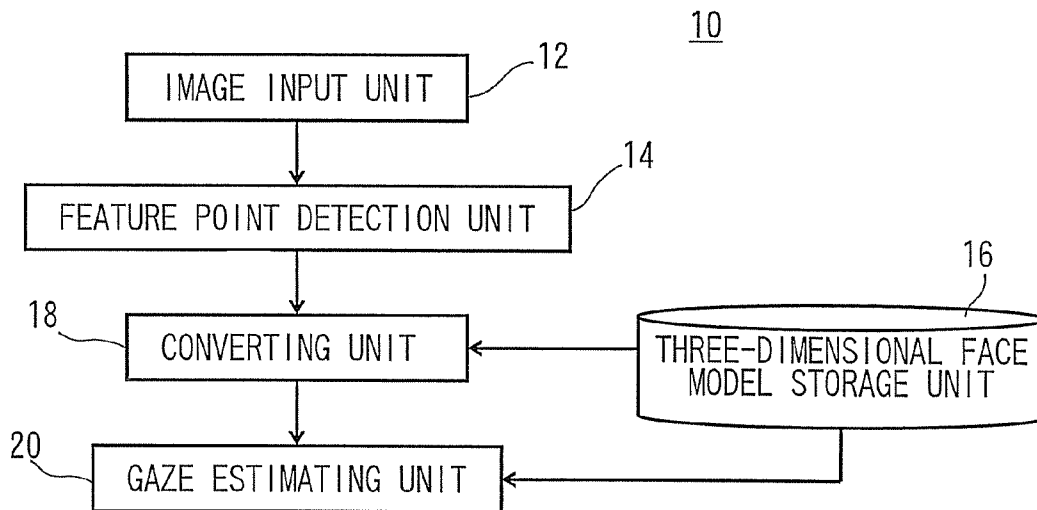 10
12
IMAGE INPUT UNIT
14
FEATURE POINT DETECTION UNIT
16
18
CONVERTING UNIT
THREE-DIMENSIONAL FACE
MODEL STORAGE UNIT
20
GAZE ESTIMATING UNIT